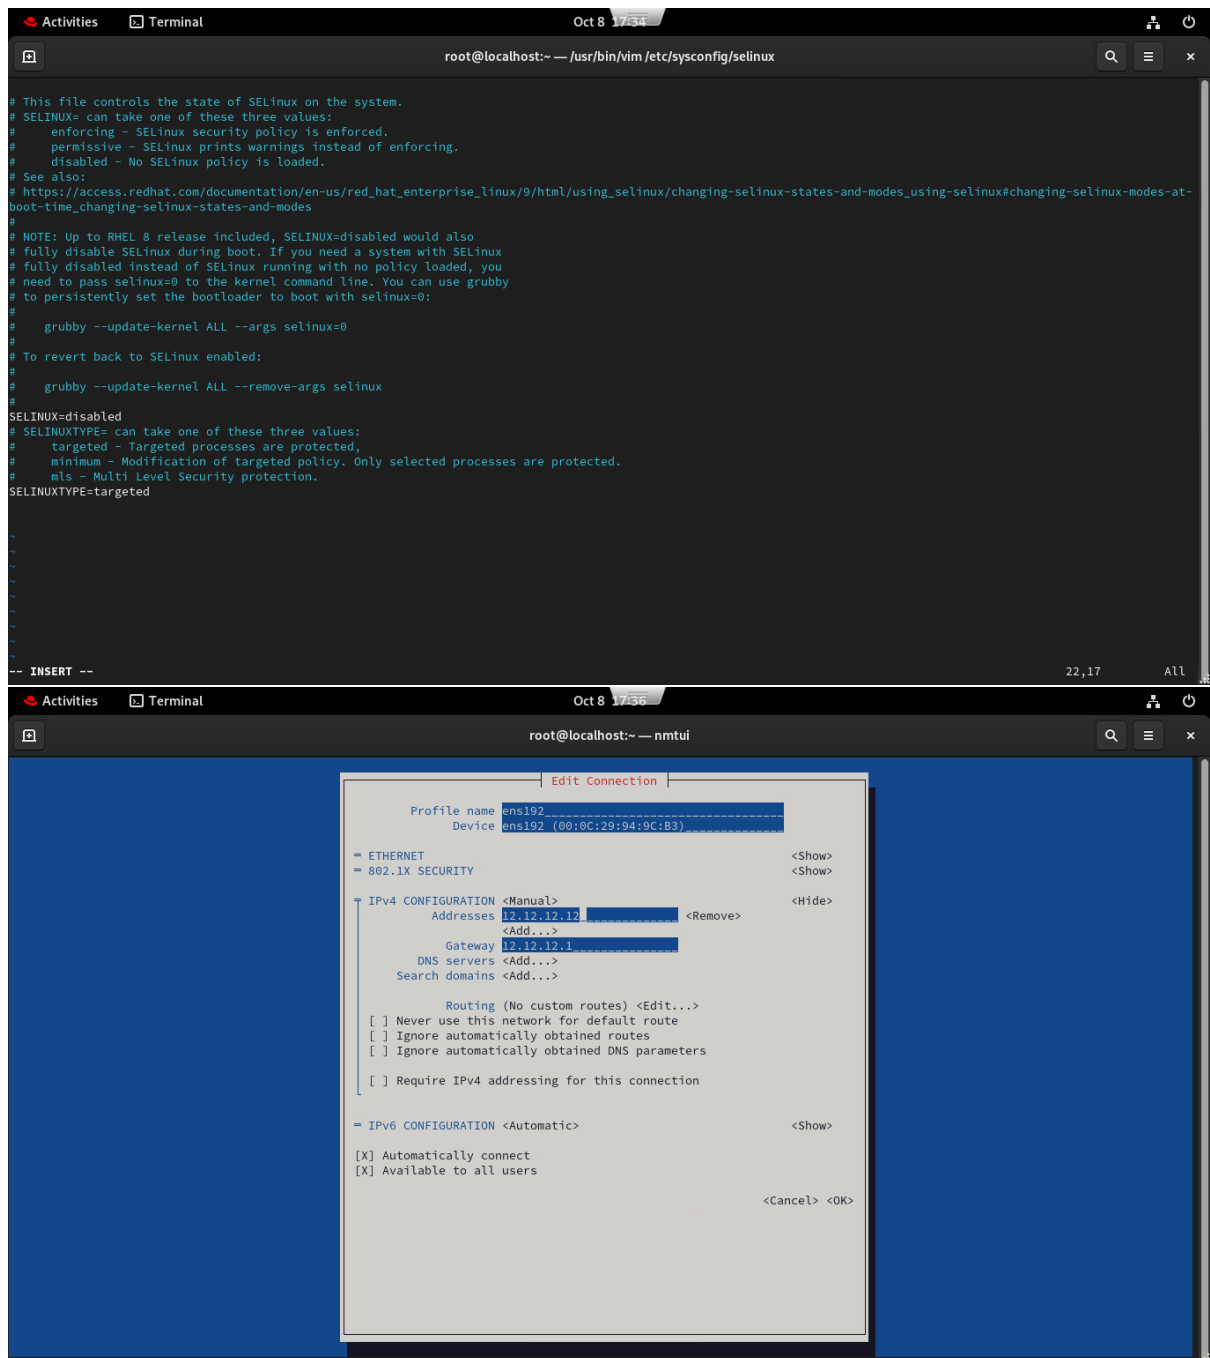 Activities Terminal Oct 8 17:34
root@localhost:~ — /usr/bin/vim /etc/sysconfig/selinux
# This file controls the state of SELinux on the system.
# SELINUX= can take one of these three values:
#     enforcing - SELinux security policy is enforced.
#     permissive - SELinux prints warnings instead of enforcing.
#     disabled - No SELinux policy is loaded.
# See also:
# https://access.redhat.com/documentation/en-us/red_hat_enterprise_linux/9/html/using_selinux/changing-selinux-states-and-modes_using-selinux#changing-selinux-modes-at-
boot-time_changing-selinux-states-and-modes
#
# NOTE: Up to RHEL 8 release included, SELINUX=disabled would also
# fully disable SELinux during boot. If you need a system with SELinux
# fully disabled instead of SELinux running with no policy loaded, you
# need to pass selinux=0 to the kernel command line. You can use grubby
# to persistently set the bootloader to boot with selinux=0:
#
#    grubby --update-kernel ALL --args selinux=0
#
# To revert back to SELinux enabled:
#
#    grubby --update-kernel ALL --remove-args selinux
#
SELINUX=disabled
# SELINUXTYPE= can take one of these three values:
#     targeted - Targeted processes are protected,
#     minimum - Modification of targeted policy. Only selected processes are protected.
#     mls - Multi Level Security protection.
SELINUXTYPE=targeted
~
~
~
~
~
~
~
~
~
-- INSERT -- 22,17 All
Activities Terminal Oct 8 17:36
root@localhost:~ — nmtui
Edit Connection
Profile name ens192
Device ens192 (00:0C:29:94:9C:B3)
= ETHERNET <Show>
= 802.1X SECURITY <Show>
IPv4 CONFIGURATION <Manual> <Hide>
Addresses 12.12.12.12 <Remove>
<Add...>
Gateway 12.12.12.1
DNS servers <Add...>
Search domains <Add...>
Routing (No custom routes) <Edit...>
[ ] Never use this network for default route
[ ] Ignore automatically obtained routes
[ ] Ignore automatically obtained DNS parameters
[ ] Require IPv4 addressing for this connection
= IPv6 CONFIGURATION <Automatic> <Show>
[X] Automatically connect
[X] Available to all users
<Cancel> <OK>